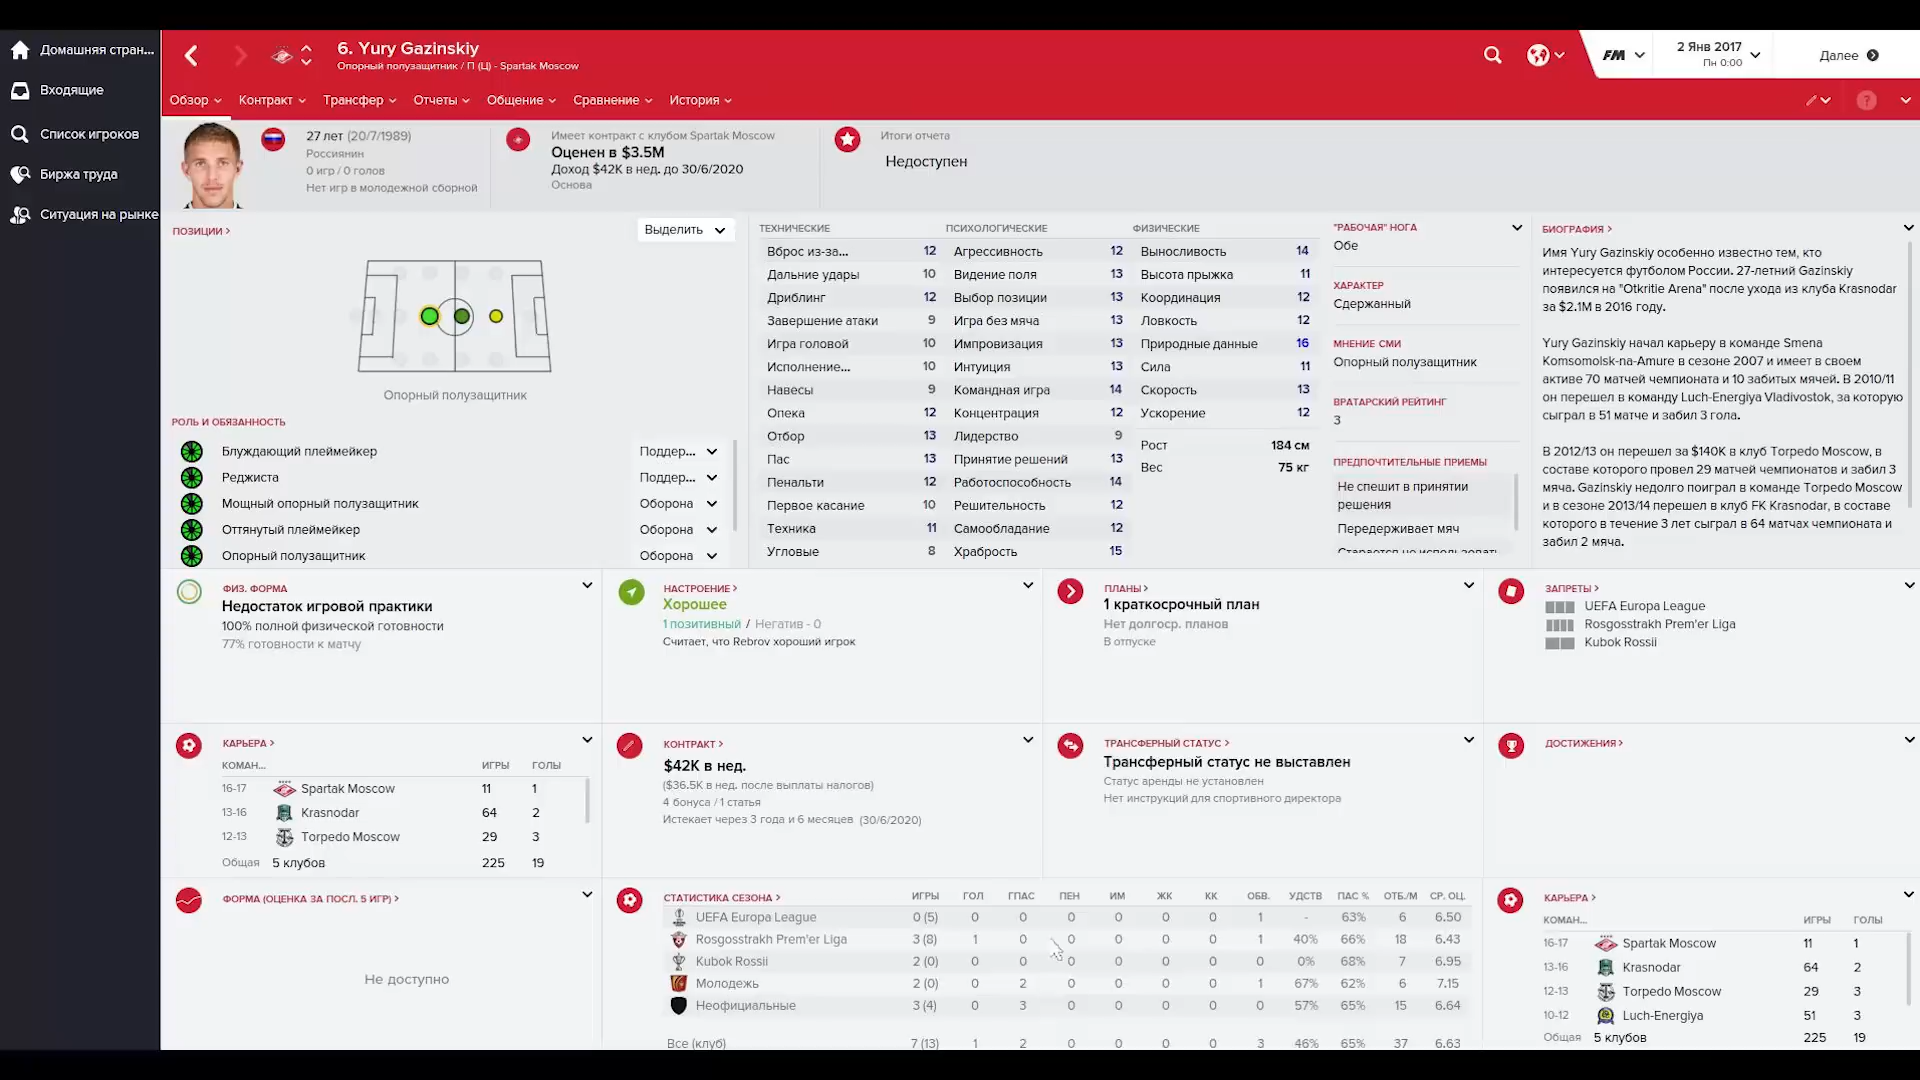 Домашняя стран...
Входящие
Список игроков
Биржа труда
Ситуация на рынке
6. Yury Gazinskiy
Опорный полузащитник / П (Ц) - Spartak Moscow
FM
2 Янв 2017
Пн 0:00
Далее
Обзор
Контракт
Трансфер
Отчеты
Общение
Сравнение
История
?
27 лет (20/7/1989)
Россиянин
0 игр / 0 голов
Нет игр в молодежной сборной
Имеет контракт с клубом Spartak Moscow
Оценен в $3.5M
Доход $42K в нед. до 30/6/2020
Основа
Итоги отчета
Недоступен
ПОЗИЦИИ >
Выделить
Опорный полузащитник
РОЛЬ И ОБЯЗАННОСТЬ
Блуждающий плеймейкер Поддер...
Реджиста Поддер...
Мощный опорный полузащитник Оборона
Оттянутый плеймейкер Оборона
Опорный полузащитник Оборона
ТЕХНИЧЕСКИЕ
Вброс из-за... 12
Дальние удары 10
Дриблинг 12
Завершение атаки 9
Игра головой 10
Исполнение... 10
Навесы 9
Опека 12
Отбор 13
Пас 13
Пенальти 12
Первое касание 10
Техника 11
Угловые 8
ПСИХОЛОГИЧЕСКИЕ
Агрессивность 12
Видение поля 13
Выбор позиции 13
Игра без мяча 13
Импровизация 13
Интуиция 13
Командная игра 14
Концентрация 12
Лидерство 9
Принятие решений 13
Работоспособность 14
Решительность 12
Самообладание 12
Храбрость 15
ФИЗИЧЕСКИЕ
Выносливость 14
Высота прыжка 11
Координация 12
Ловкость 12
Природные данные 16
Сила 11
Скорость 13
Ускорение 12
Рост 184 см
Вес 75 кг
"РАБОЧАЯ" НОГА
Обе
ХАРАКТЕР
Сдержанный
МНЕНИЕ СМИ
Опорный полузащитник
ВРАТАРСКИЙ РЕЙТИНГ
3
ПРЕДПОЧТИТЕЛЬНЫЕ ПРИЕМЫ
Не спешит в принятии
решения
Передерживает мяч
Старается не использовать
БИОГРАФИЯ >
Имя Yury Gazinskiy особенно известно тем, кто
интересуется футболом России. 27-летний Gazinskiy
появился на "Otkritie Arena" после ухода из клуба Krasnodar
за $2.1M в 2016 году.
Yury Gazinskiy начал карьеру в команде Smena
Komsomolsk-na-Amure в сезоне 2007 и имеет в своем
активе 70 матчей чемпионата и 10 забитых мячей. В 2010/11
он перешел в команду Luch-Energiya Vladivostok, за которую
сыграл в 51 матче и забил 3 гола.
В 2012/13 он перешел за $140K в клуб Torpedo Moscow, в
составе которого провел 29 матчей чемпионатов и забил 3
мяча. Gazinskiy недолго поиграл в команде Torpedo Moscow
и в сезоне 2013/14 перешел в клуб FK Krasnodar, в составе
которого в течение 3 лет сыграл в 64 матчах чемпионата и
забил 2 мяча.
ФИЗ. ФОРМА
Недостаток игровой практики
100% полной физической готовности
77% готовности к матчу
НАСТРОЕНИЕ >
Хорошее
1 позитивный / Негатив - 0
Считает, что Rebrov хороший игрок
ПЛАНЫ >
1 краткосрочный план
Нет долгоср. планов
В отпуске
ЗАПРЕТЫ >
UEFA Europa League
Rosgosstrakh Prem'er Liga
Kubok Rossii
КАРЬЕРА >
КОМАН... ИГРЫ ГОЛЫ
16-17 Spartak Moscow 11 1
13-16 Krasnodar 64 2
12-13 Torpedo Moscow 29 3
Общая 5 клубов 225 19
КОНТРАКТ >
$42K в нед.
($36.5K в нед. после выплаты налогов)
4 бонуса / 1 статья
Истекает через 3 года и 6 месяцев (30/6/2020)
ТРАНСФЕРНЫЙ СТАТУС >
Трансферный статус не выставлен
Статус аренды не установлен
Нет инструкций для спортивного директора
ДОСТИЖЕНИЯ >
ФОРМА (ОЦЕНКА ЗА ПОСЛ. 5 ИГР) >
Не доступно
СТАТИСТИКА СЕЗОНА > ИГРЫ ГОЛ ГПАС ПЕН ИМ ЖК КК ОБВ. УДСТВ ПАС % ОТБ./М СР. ОЦ.
UEFA Europa League 0 (5) 0 0 0 0 0 0 1 - 63% 6 6.50
Rosgosstrakh Prem'er Liga 3 (8) 1 0 0 0 0 0 1 40% 66% 18 6.43
Kubok Rossii 2 (0) 0 0 0 0 0 0 0 0% 68% 7 6.95
Молодежь 2 (0) 0 2 0 0 0 0 1 67% 62% 6 7.15
Неофициальные 3 (4) 0 3 0 0 0 0 0 57% 65% 15 6.64
Все (клуб) 7 (13) 1 2 0 0 0 0 3 46% 65% 37 6.63
КАРЬЕРА >
КОМАН... ИГРЫ ГОЛЫ
16-17 Spartak Moscow 11 1
13-16 Krasnodar 64 2
12-13 Torpedo Moscow 29 3
10-12 Luch-Energiya 51 3
Общая 5 клубов 225 19